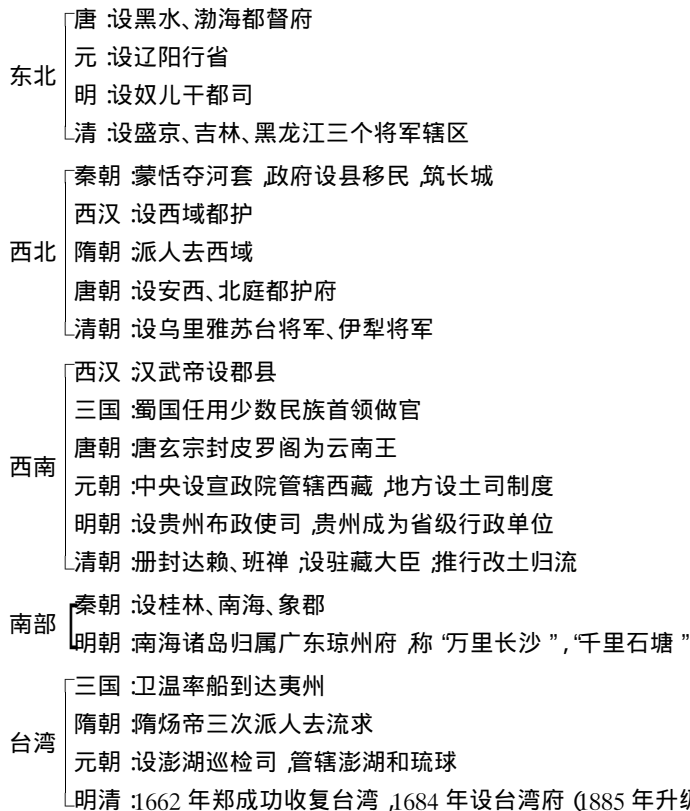 东北
唐:设黑水、渤海都督府
元:设辽阳行省
明:设奴儿干都司
清:设盛京、吉林、黑龙江三个将军辖区
西北
秦朝:蒙恬夺河套,政府设县移民,筑长城
西汉:设西域都护
隋朝:派人去西域
唐朝:设安西、北庭都护府
清朝:设乌里雅苏台将军、伊犁将军
西南
西汉:汉武帝设郡县
三国:蜀国任用少数民族首领做官
唐朝:唐玄宗封皮罗阁为云南王
元朝:中央设宣政院管辖西藏,地方设土司制度
明朝:设贵州布政使司,贵州成为省级行政单位
清朝:册封达赖、班禅;设驻藏大臣;推行改土归流
南部
秦朝:设桂林、南海、象郡
明朝:南海诸岛归属广东琼州府,称“万里长沙”,“千里石塘”
台湾
三国:卫温率船到达夷州
隋朝:隋炀帝三次派人去流求
元朝:设澎湖巡检司,管辖澎湖和琉球
明清:1662 年郑成功收复台湾,1684 年设台湾府(1885 年升级